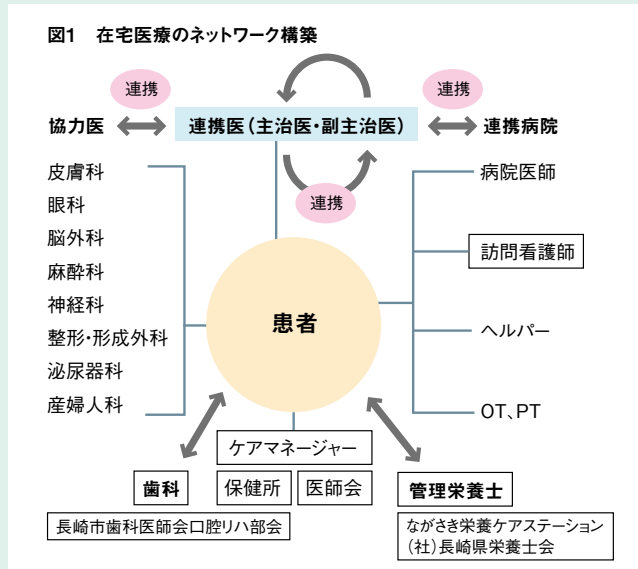 図1 在宅医療のネットワーク構築
連携
連携
協力医
連携医(主治医・副主治医)
連携病院
連携
皮膚科
眼科
脳外科
麻酔科
神経科
整形・形成外科
泌尿器科
産婦人科
患者
病院医師
訪問看護師
ヘルパー
OT、PT
ケアマネージャー
歯科
保健所
医師会
管理栄養士
長崎市歯科医師会口腔リハ部会
ながさき栄養ケアステーション
(社)長崎県栄養士会